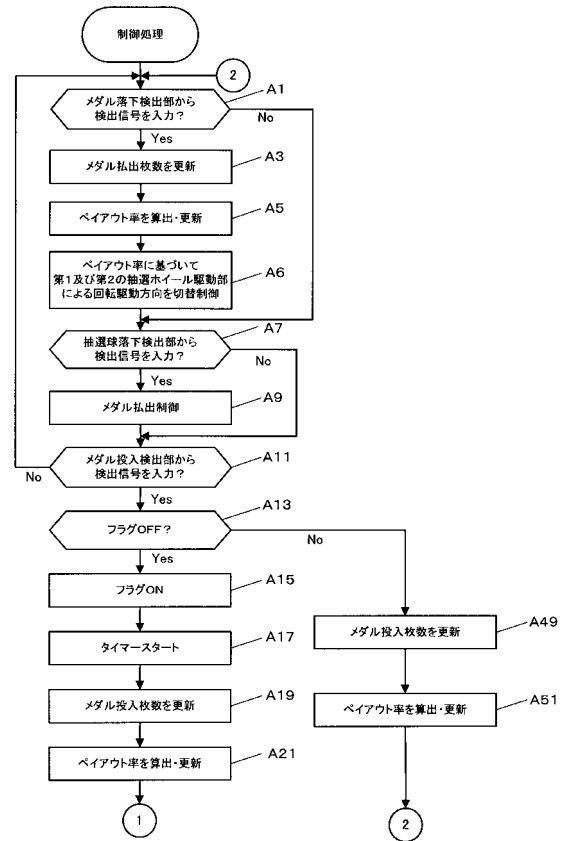 制御処理
2
A1
メダル落下検出部から
検出信号を入力？
No
Yes
A3
メダル払出枚数を更新
A5
ペイアウト率を算出・更新
A6
ペイアウト率に基づいて
第1及び第2の抽選ホイール駆動部
による回転駆動方向を切替制御
A7
抽選球落下検出部から
検出信号を入力？
No
Yes
A9
メダル払出制御
A11
メダル投入検出部から
検出信号を入力？
No
Yes
A13
フラグOFF？
No
Yes
A15
フラグON
A17
タイマースタート
A49
メダル投入枚数を更新
A19
メダル投入枚数を更新
A51
ペイアウト率を算出・更新
A21
ペイアウト率を算出・更新
1
2